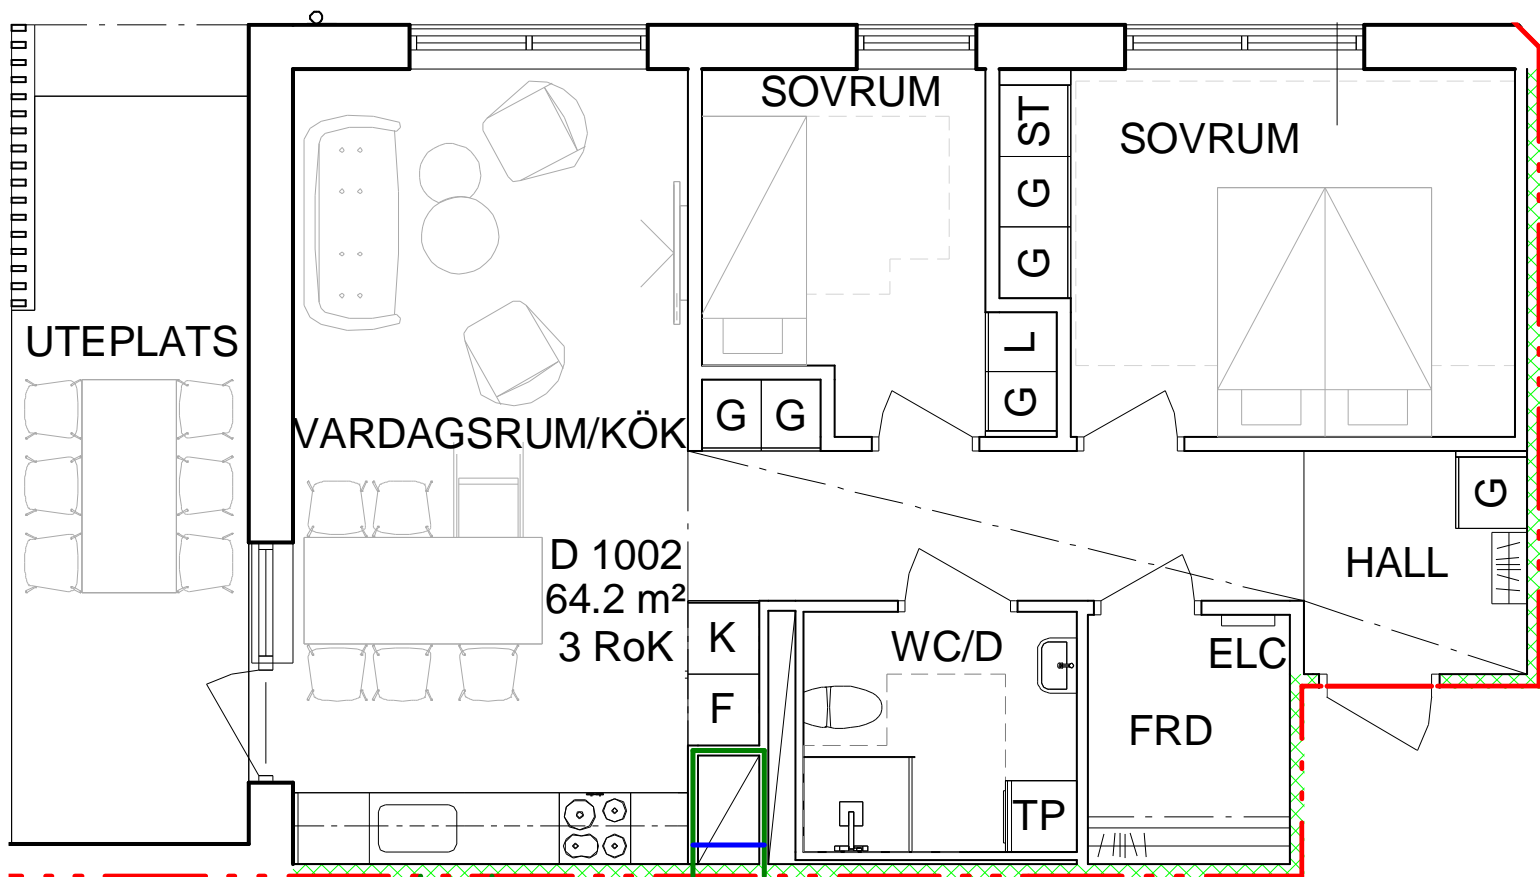 SOVRUM
SOVRUM
ST
G
G
L
G
UTEPLATS
VARDAGSRUM/KÖK
G G
G
D 1002
64.2 m²
3 RoK
HALL
K
F
WC/D
ELC
FRD
TP